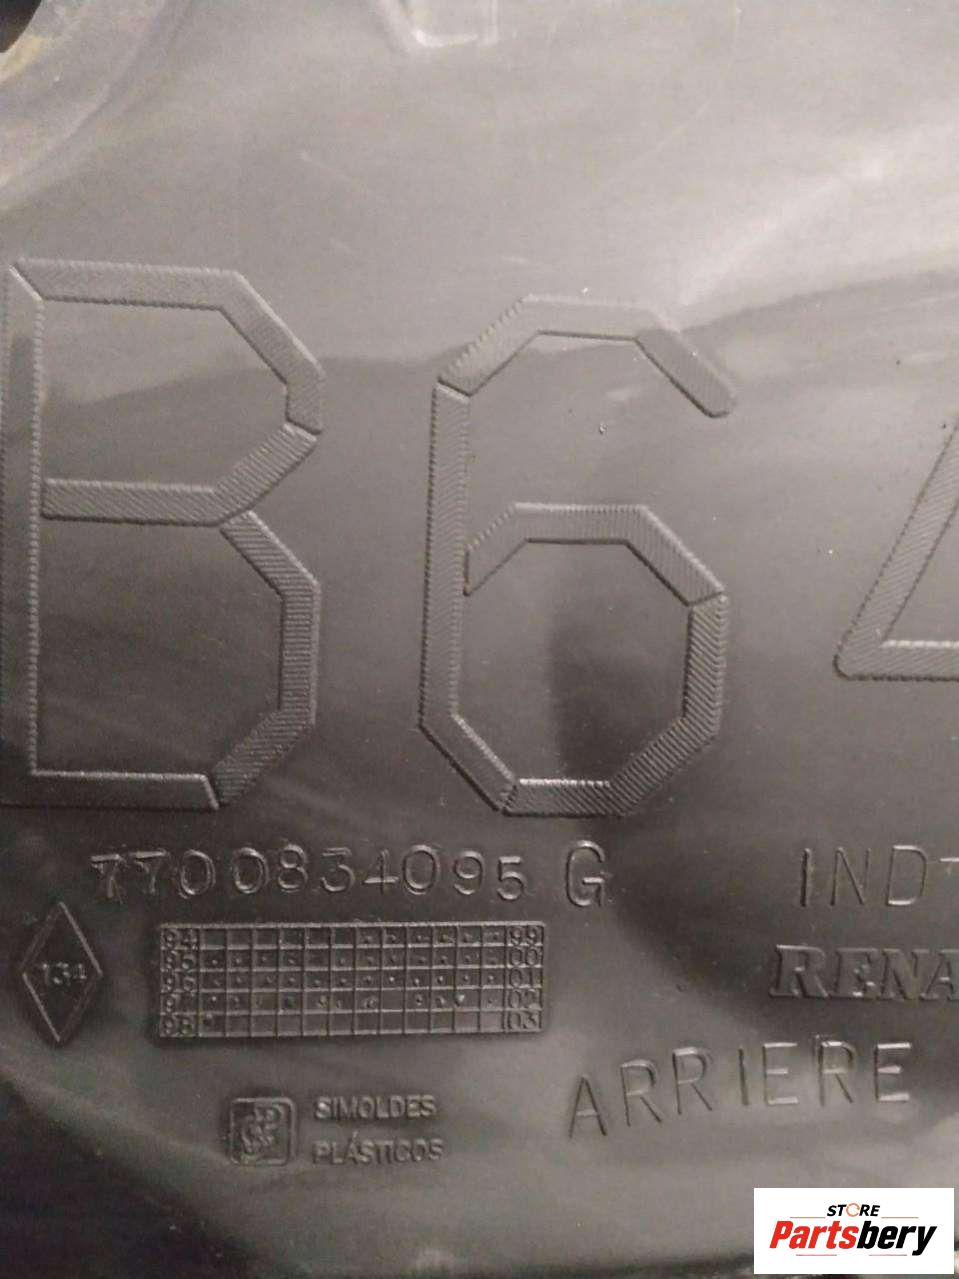 B64
7700834095 G
IND
134
94 99
95 00
96 01
97 02
98 03
RENA
ARRIERE
SIMOLDES
PLÁSTICOS
STORE
Partsbery